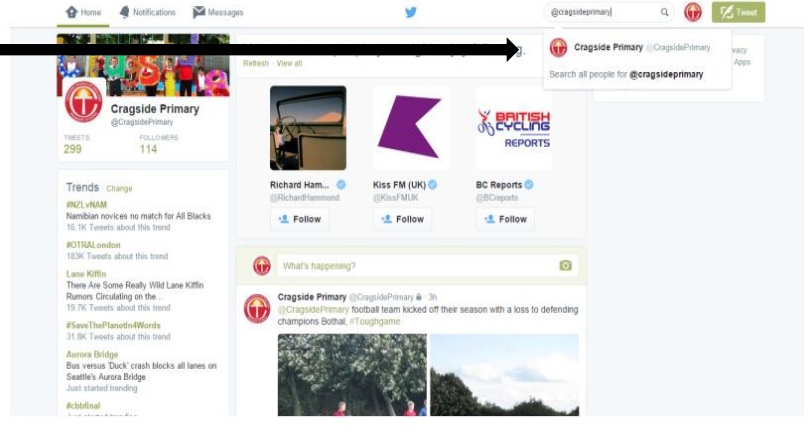 Home Notifications Messages
@cragsideprimary
Tweet
Cragside Primary @CragsidePrimary
Search all people for @cragsideprimary
Refresh · View all
Cragside Primary
@CragsidePrimary
TWEETS FOLLOWERS
299 114
Trends Change
#NZLvNAM
Namibian novices no match for All Blacks
16.1K Tweets about this trend
#OTRALondon
183K Tweets about this trend
Lane Kiffin
There Are Some Really Wild Lane Kiffin
Rumors Circulating on the...
19.7K Tweets about this trend
#SaveThePlanetIn4Words
31.8K Tweets about this trend
Aurora Bridge
Bus versus 'Duck' crash blocks all lanes on
Seattle's Aurora Bridge
Just started trending
#cbbfinal
BRITISH
CYCLING
REPORTS
Richard Ham... Kiss FM (UK) BC Reports
@RichardHammond @KissFMUK @BCreports
Follow Follow Follow
What's happening?
Cragside Primary @CragsidePrimary 3h
@CragsidePrimary football team kicked off their season with a loss to defending
champions Bothal, #Toughgame
Apps